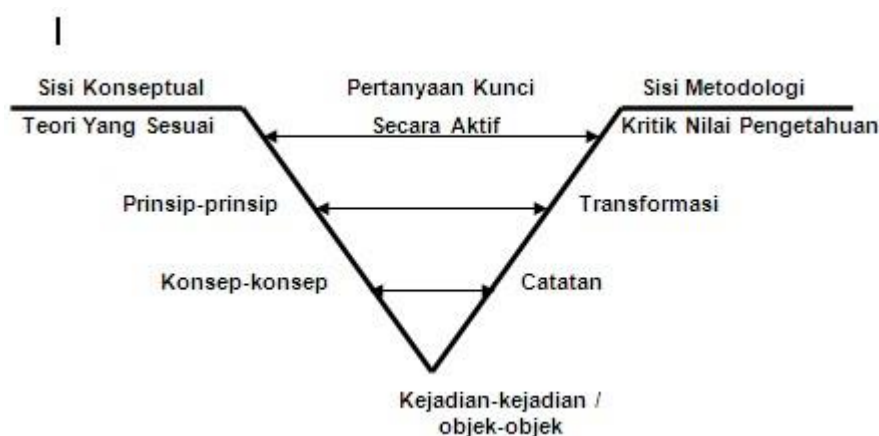 Sisi Konseptual
Pertanyaan Kunci
Sisi Metodologi
Teori Yang Sesuai
Secara Aktif
Kritik Nilai Pengetahuan
Prinsip-prinsip
Transformasi
Konsep-konsep
Catatan
Kejadian-kejadian /
objek-objek